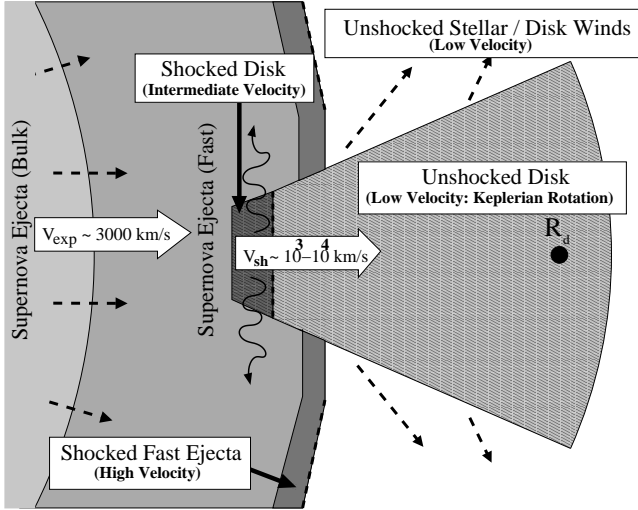 Unshocked Stellar / Disk Winds
(Low Velocity)
Shocked Disk
(Intermediate Velocity)
Supernova Ejecta (Bulk)
Supernova Ejecta (Fast)
Unshocked Disk
(Low Velocity: Keplerian Rotation)
R_d
V_exp ~ 3000 km/s
V_sh ~ 10^3–10^4 km/s
Shocked Fast Ejecta
(High Velocity)